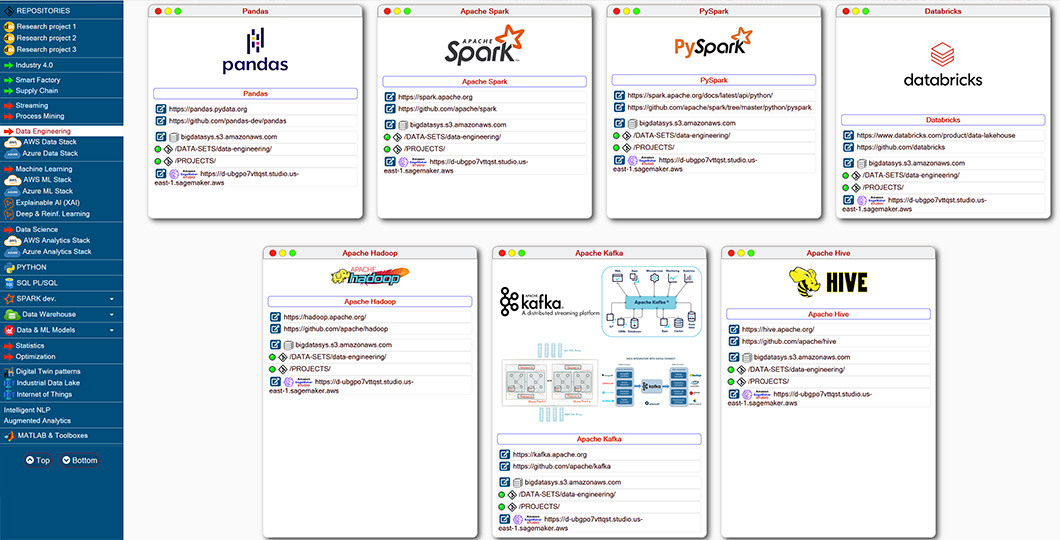 REPOSITORIES
Research project 1
Research project 2
Research project 3
Industry 4.0
Smart Factory
Supply Chain
Streaming
Process Mining
Data Engineering
AWS Data Stack
Azure Data Stack
Machine Learning
AWS ML Stack
Azure ML Stack
Explainable AI (XAI)
Deep & Reinf. Learning
Data Science
AWS Analytics Stack
Azure Analytics Stack
PYTHON
SQL PL/SQL
SPARK dev.
Data Warehouse
Data & ML Models
Statistics
Optimization
Digital Twin patterns
Industrial Data Lake
Internet of Things
Intelligent NLP
Augmented Analytics
MATLAB & Toolboxes
Top Bottom
Pandas
pandas
Pandas
https://pandas.pydata.org
https://github.com/pandas-dev/pandas
bigdatasys.s3.amazonaws.com
/DATA-SETS/data-engineering/
/PROJECTS/
https://d-ubgpo7vttqst.studio.us-
east-1.sagemaker.aws
Apache Spark
APACHE
Spark
Apache Spark
https://spark.apache.org
https://github.com/apache/spark
bigdatasys.s3.amazonaws.com
/DATA-SETS/data-engineering/
/PROJECTS/
https://d-ubgpo7vttqst.studio.us-
east-1.sagemaker.aws
PySpark
PySpark
PySpark
https://spark.apache.org/docs/latest/api/python/
https://github.com/apache/spark/tree/master/python/pyspark
bigdatasys.s3.amazonaws.com
/DATA-SETS/data-engineering/
/PROJECTS/
https://d-ubgpo7vttqst.studio.us-
east-1.sagemaker.aws
Databricks
databricks
Databricks
https://www.databricks.com/product/data-lakehouse
https://github.com/databricks
bigdatasys.s3.amazonaws.com
/DATA-SETS/data-engineering/
/PROJECTS/
https://d-ubgpo7vttqst.studio.us-
east-1.sagemaker.aws
Apache Hadoop
APACHE
hadoop
Apache Hadoop
https://hadoop.apache.org/
https://github.com/apache/hadoop
bigdatasys.s3.amazonaws.com
/DATA-SETS/data-engineering/
/PROJECTS/
https://d-ubgpo7vttqst.studio.us-
east-1.sagemaker.aws
Apache Kafka
kafka
A distributed streaming platform
Apache Kafka
kafka
Apache Kafka
https://kafka.apache.org
https://github.com/apache/kafka
bigdatasys.s3.amazonaws.com
/DATA-SETS/data-engineering/
/PROJECTS/
https://d-ubgpo7vttqst.studio.us-
east-1.sagemaker.aws
Apache Hive
HIVE
Apache Hive
https://hive.apache.org/
https://github.com/apache/hive
bigdatasys.s3.amazonaws.com
/DATA-SETS/data-engineering/
/PROJECTS/
https://d-ubgpo7vttqst.studio.us-
east-1.sagemaker.aws